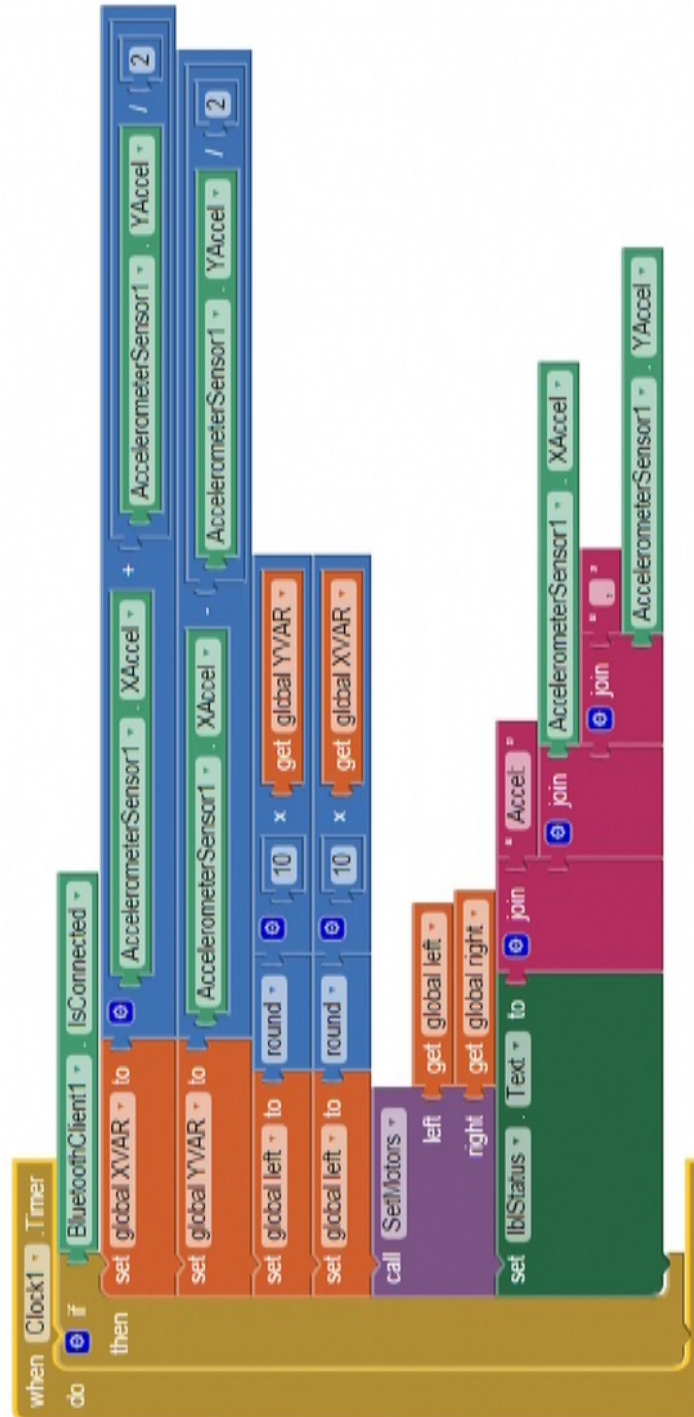 when Clock1 .Timer
do if BluetoothClient1 . IsConnected
then set global XVAR to AccelerometerSensor1 . XAccel + AccelerometerSensor1 . YAccel / 2
set global YVAR to AccelerometerSensor1 . XAccel - AccelerometerSensor1 . YAccel / 2
set global left to round 10 x get global YVAR
set global left to round 10 x get global XVAR
call SetMotors
left get global left
right get global right
set lblStatus . Text to join " Accel: "
join AccelerometerSensor1 . XAccel
join " , "
AccelerometerSensor1 . YAccel